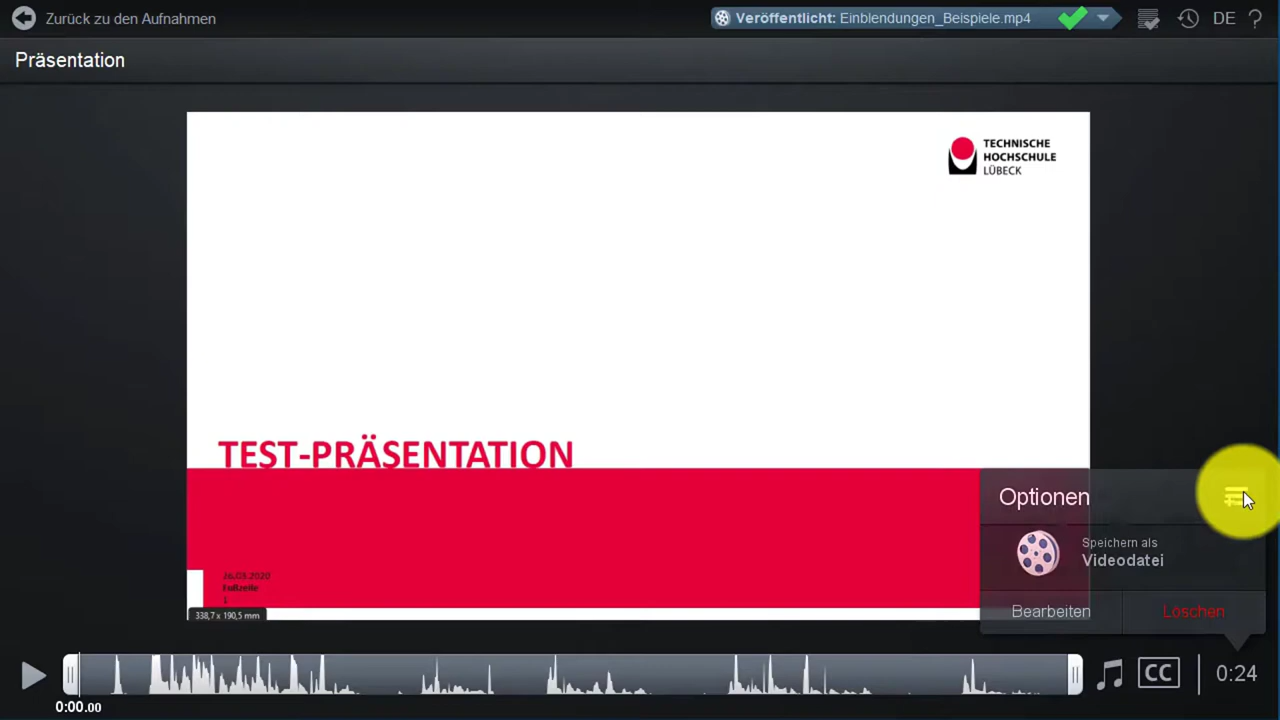 Zurück zu den Aufnahmen
Veröffentlicht: Einblendungen_Beispiele.mp4
DE ?
Präsentation
TECHNISCHE
HOCHSCHULE
LÜBECK
TEST-PRÄSENTATION
Optionen
Speichern als
Videodatei
26.03.2020
Fußzeile
1
338,7 x 190,5 mm
Bearbeiten
Löschen
CC
0:24
0:00.00